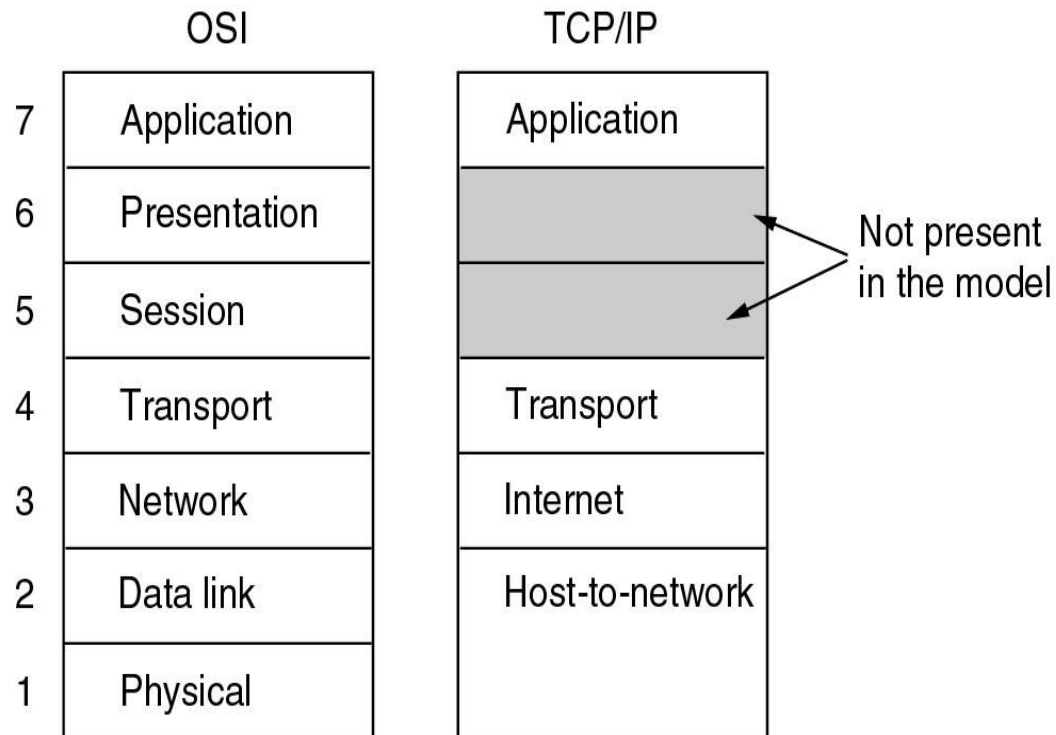 OSI TCP/IP
7 Application Application
6 Presentation
Not present
in the model
5 Session
4 Transport Transport
3 Network Internet
2 Data link Host-to-network
1 Physical